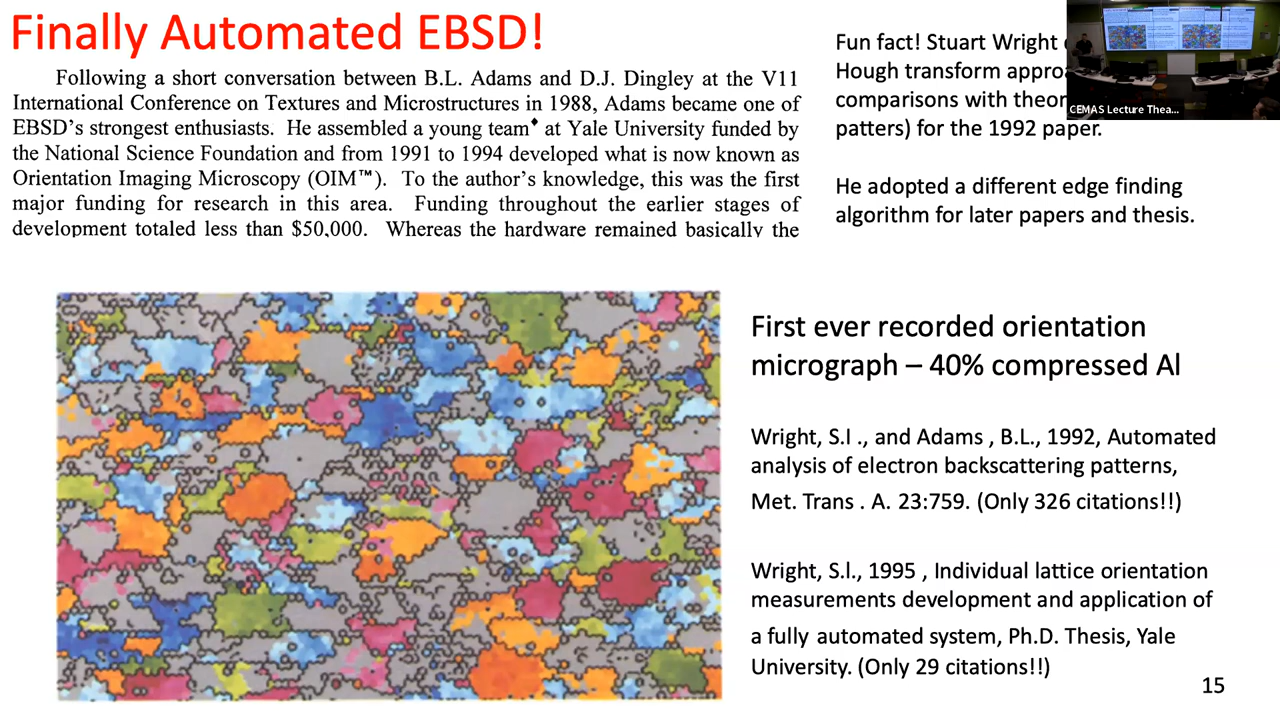 Finally Automated EBSD!
Following a short conversation between B.L. Adams and D.J. Dingley at the V11
International Conference on Textures and Microstructures in 1988, Adams became one of
EBSD's strongest enthusiasts. He assembled a young team♦ at Yale University funded by
the National Science Foundation and from 1991 to 1994 developed what is now known as
Orientation Imaging Microscopy (OIM™). To the author's knowledge, this was the first
major funding for research in this area. Funding throughout the earlier stages of
development totaled less than $50,000. Whereas the hardware remained basically the
Fun fact! Stuart Wright
Hough transform
comparisons with
patters) for the 1992 paper.
He adopted a different edge finding
algorithm for later papers and thesis.
CEMAS Lecture Thea...
First ever recorded orientation
micrograph – 40% compressed Al
Wright, S.I ., and Adams , B.L., 1992, Automated
analysis of electron backscattering patterns,
Met. Trans . A. 23:759. (Only 326 citations!!)
Wright, S.l., 1995 , Individual lattice orientation
measurements development and application of
a fully automated system, Ph.D. Thesis, Yale
University. (Only 29 citations!!)
15